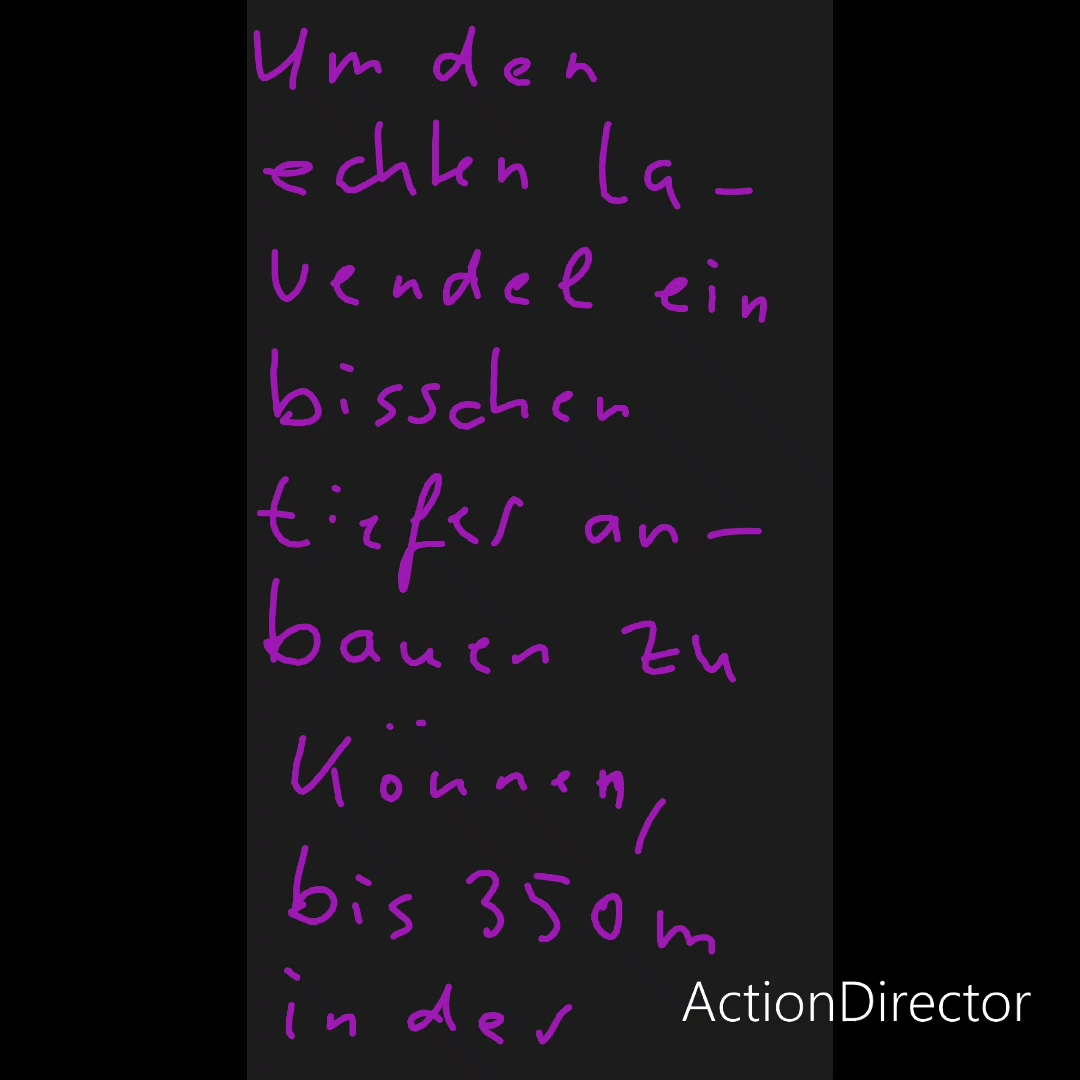 Um den
echten La-
vendel ein
bisschen
tiefer an-
bauen zu
Können,
bis 350m
in der
ActionDirector